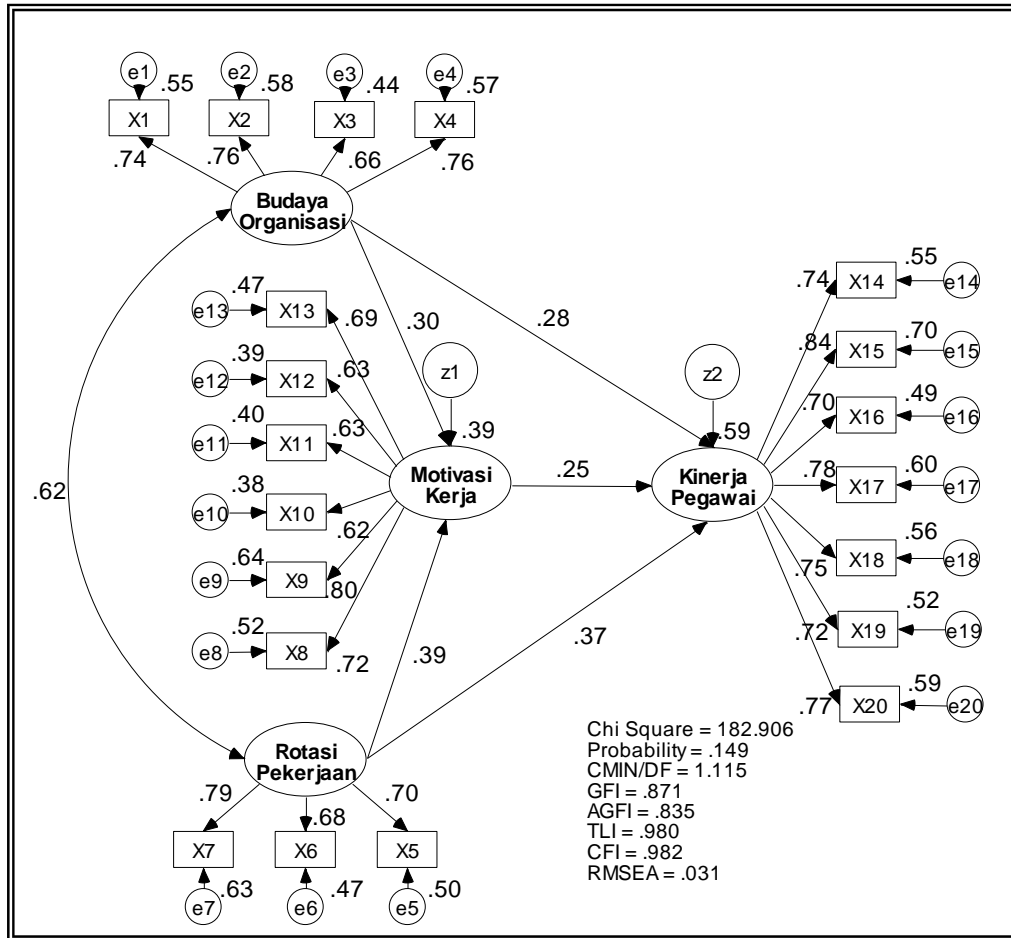 e1 .55 e2 .58 e3 .44 e4 .57
X1 X2 X3 X4
.74 .76 .66 .76
Budaya
Organisasi
.62
e13 .47 X13 .69
e12 .39 X12 .63
e11 .40 X11 .63
e10 .38 X10 .62
e9 .64 X9 .80
e8 .52 X8 .72
.30
.28
z1
.39
Motivasi
Kerja
.25
z2
.59
Kinerja
Pegawai
.74 X14 .55 e14
.84 X15 .70 e15
.70 X16 .49 e16
.78 X17 .60 e17
.75 X18 .56 e18
.72 X19 .52 e19
.77 X20 .59 e20
.39
.37
Rotasi
Pekerjaan
.79 .68 .70
X7 X6 X5
e7 .63 e6 .47 e5 .50
Chi Square = 182.906
Probability = .149
CMIN/DF = 1.115
GFI = .871
AGFI = .835
TLI = .980
CFI = .982
RMSEA = .031